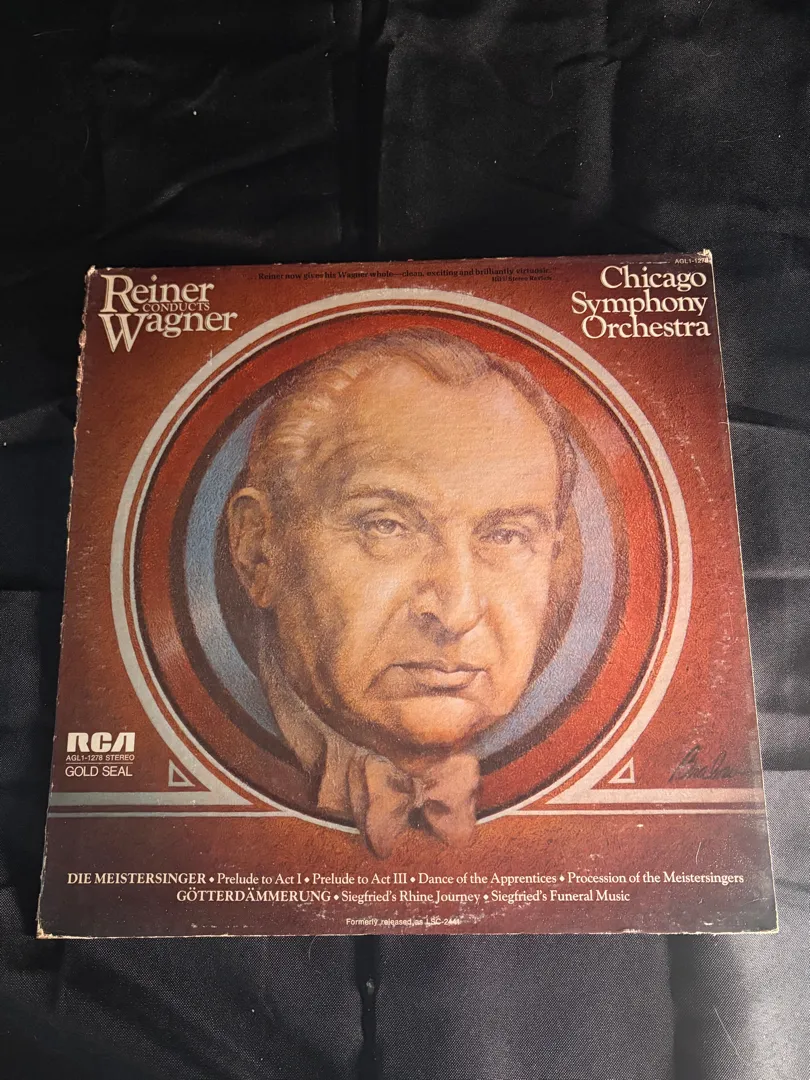 AGL1-1278
. . . Reiner now gives his Wagner whole—clean, exciting and brilliantly virtuosic.
HiFi/Stereo Review
Reiner
CONDUCTS
Wagner
Chicago
Symphony
Orchestra
RCA
AGL1-1278 STEREO
GOLD SEAL
DIE MEISTERSINGER ♦ Prelude to Act I ♦ Prelude to Act III ♦ Dance of the Apprentices ♦ Procession of the Meistersingers
GÖTTERDÄMMERUNG ♦ Siegfried's Rhine Journey ♦ Siegfried's Funeral Music
Formerly released as LSC-2441